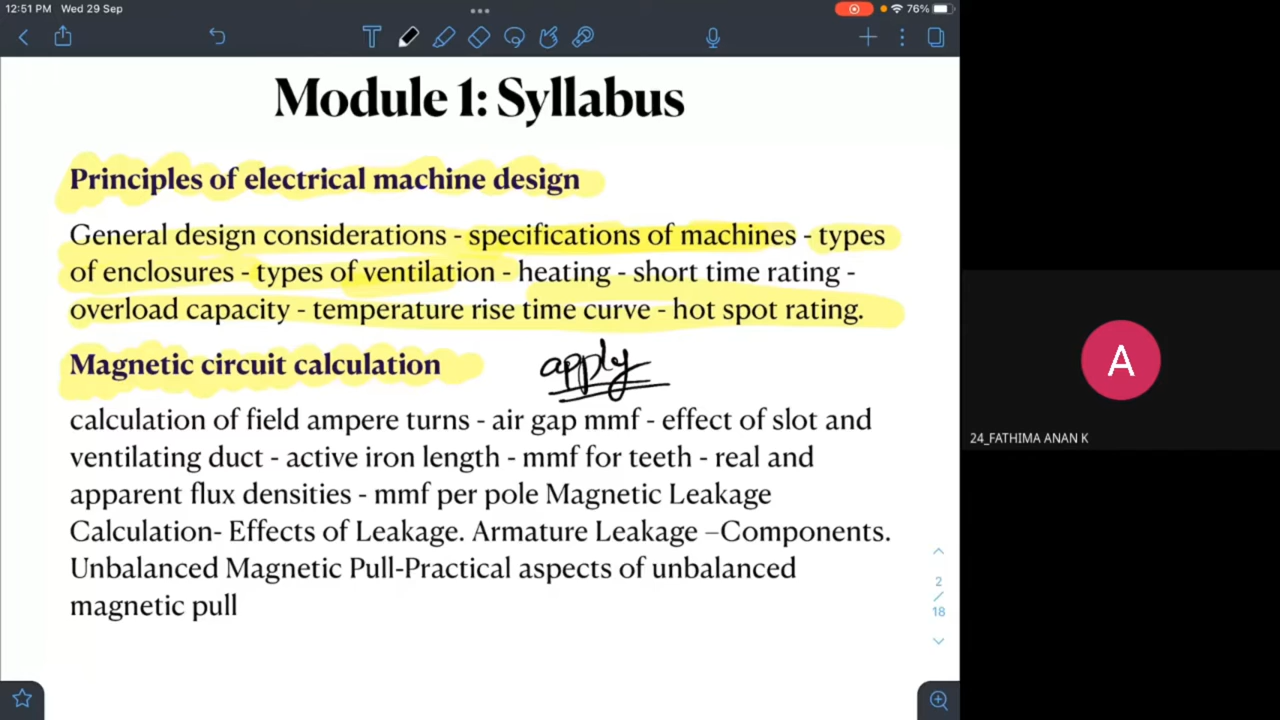 12:51 PM Wed 29 Sep
76%
T
Module 1: Syllabus
Principles of electrical machine design
General design considerations - specifications of machines - types
of enclosures - types of ventilation - heating - short time rating -
overload capacity - temperature rise time curve - hot spot rating.
Magnetic circuit calculation
apply
calculation of field ampere turns - air gap mmf - effect of slot and
ventilating duct - active iron length - mmf for teeth - real and
apparent flux densities - mmf per pole Magnetic Leakage
Calculation- Effects of Leakage. Armature Leakage –Components.
Unbalanced Magnetic Pull-Practical aspects of unbalanced
magnetic pull
2
/
18
A
24_FATHIMA ANAN K